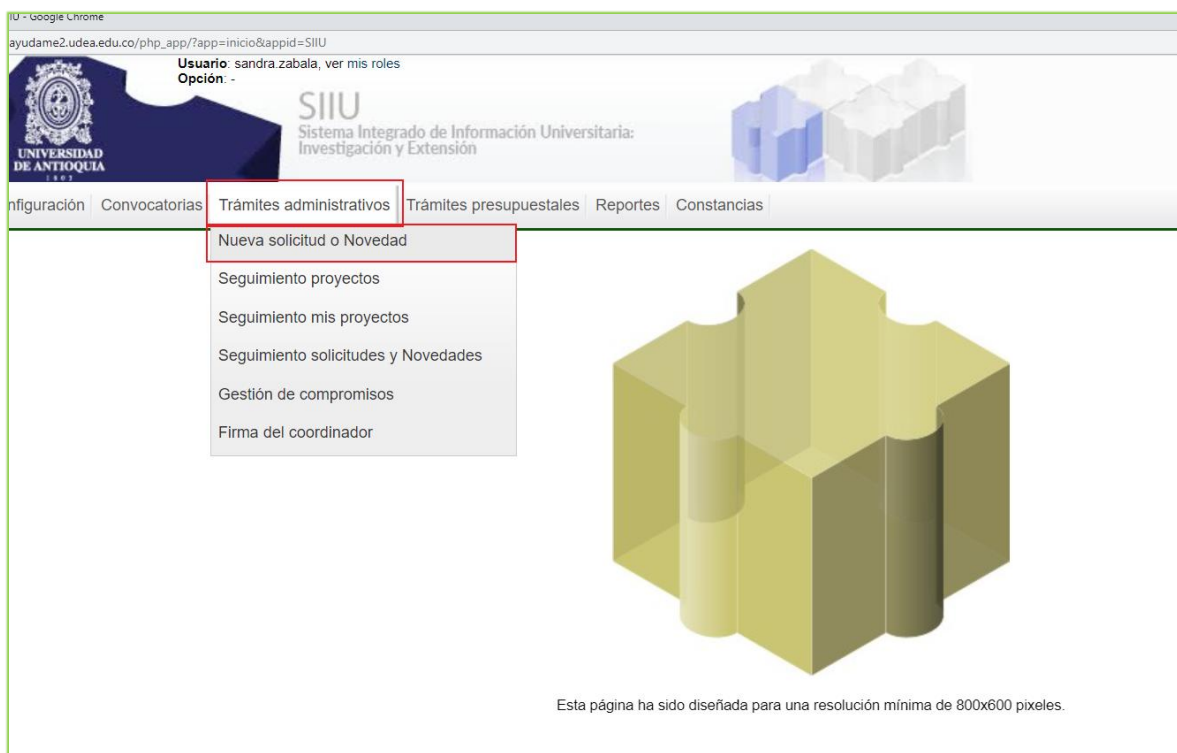 IU - Google Chrome
ayudame2.udea.edu.co/php_app/?app=inicio&appid=SIIU
Usuario: sandra.zabala, ver mis roles
Opción: -
UNIVERSIDAD
DE ANTIOQUIA
1803
SIIU
Sistema Integrado de Información Universitaria:
Investigación y Extensión
nfiguración Convocatorias Trámites administrativos Trámites presupuestales Reportes Constancias
Nueva solicitud o Novedad
Seguimiento proyectos
Seguimiento mis proyectos
Seguimiento solicitudes y Novedades
Gestión de compromisos
Firma del coordinador
Esta página ha sido diseñada para una resolución mínima de 800x600 pixeles.